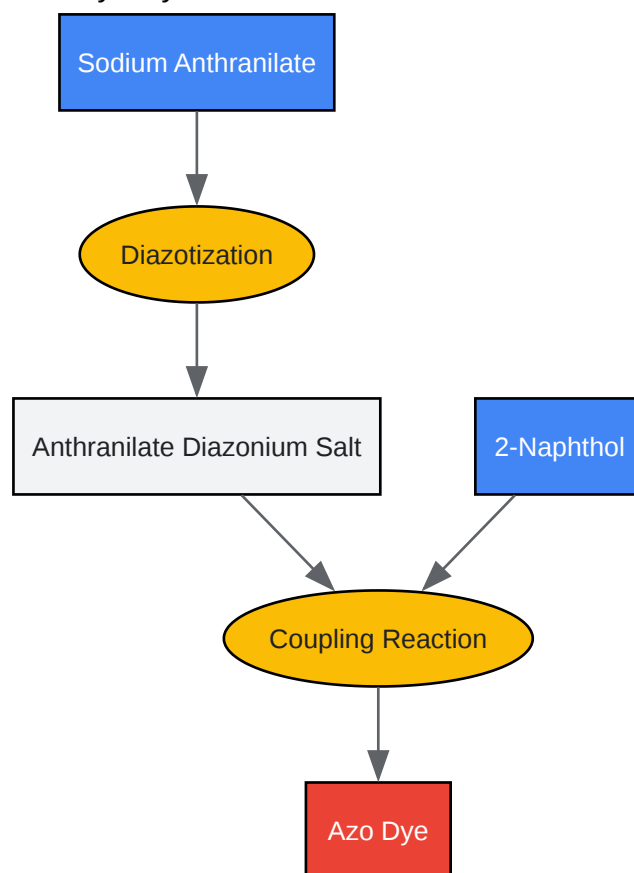 Sodium Anthranilate
Diazotization
Anthranilate Diazonium Salt
2-Naphthol
Coupling Reaction
Azo Dye